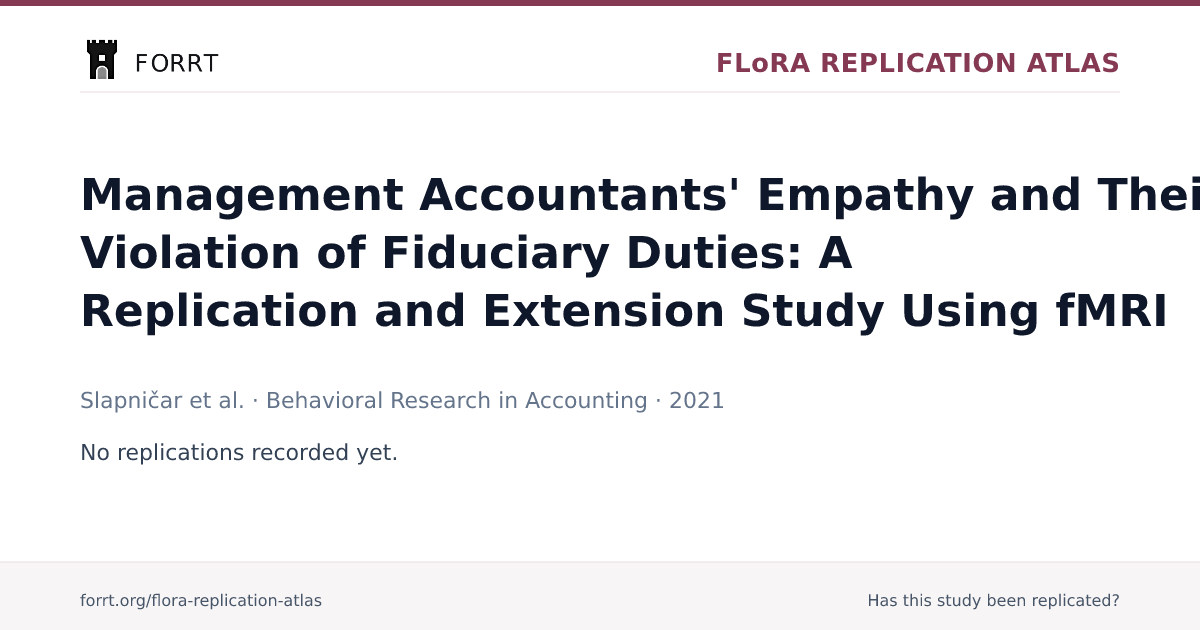 FORRT
FLoRA REPLICATION ATLAS
Management Accountants' Empathy and Thei
Violation of Fiduciary Duties: A
Replication and Extension Study Using fMRI
Slapničar et al. · Behavioral Research in Accounting · 2021
No replications recorded yet.
forrt.org/flora-replication-atlas
Has this study been replicated?